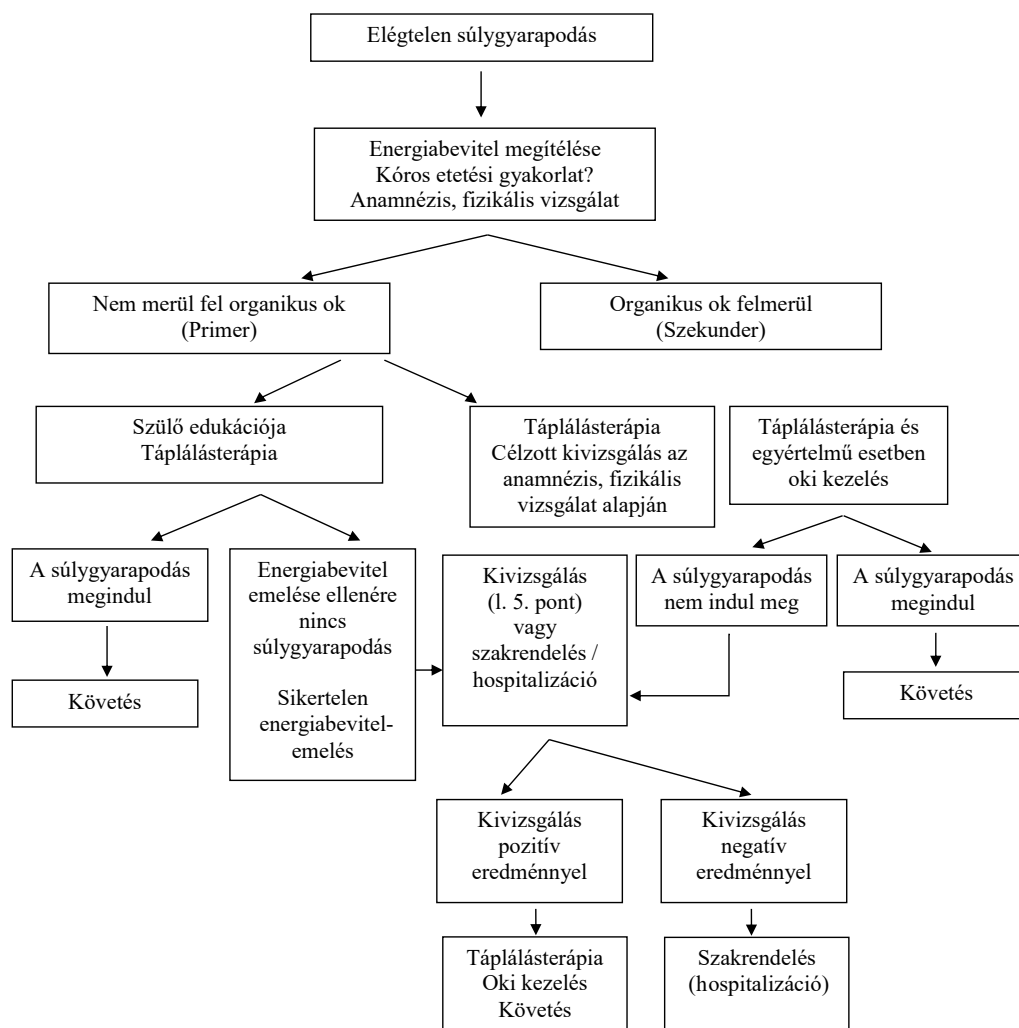 Elégtelen súlygyarapodás
Energiabevitel megítélése
Kóros etetési gyakorlat?
Anamnézis, fizikális vizsgálat
Nem merül fel organikus ok
(Primer)
Organikus ok felmerül
(Szekunder)
Szülő edukációja
Táplálásterápia
Táplálásterápia
Célzott kivizsgálás az
anamnézis, fizikális
vizsgálat alapján
Táplálásterápia és
egyértelmű esetben
oki kezelés
A súlygyarapodás
megindul
Energiabevitel
emelése ellenére
nincs
súlygyarapodás
Sikertelen
energiabevitel-
emelés
Kivizsgálás
(l. 5. pont)
vagy
szakrendelés /
hospitalizáció
A súlygyarapodás
nem indul meg
A súlygyarapodás
megindul
Követés
Követés
Kivizsgálás
pozitív
eredménnyel
Kivizsgálás
negatív
eredménnyel
Táplálásterápia
Oki kezelés
Követés
Szakrendelés
(hospitalizáció)